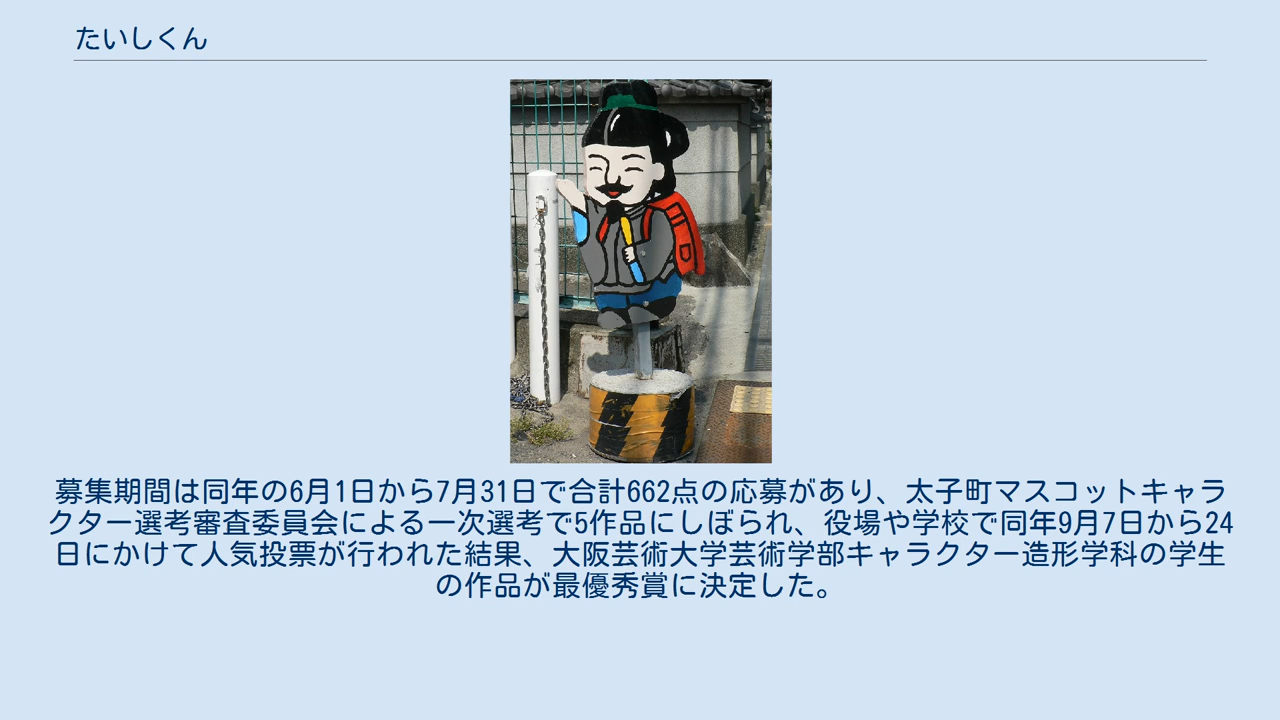 たいしくん
募集期間は同年の6月1日から7月31日で合計662点の応募があり、太子町マスコットキャラ
クター選考審査委員会による一次選考で5作品にしぼられ、役場や学校で同年9月7日から24
日にかけて人気投票が行われた結果、大阪芸術大学芸術学部キャラクター造形学科の学生
の作品が最優秀賞に決定した。